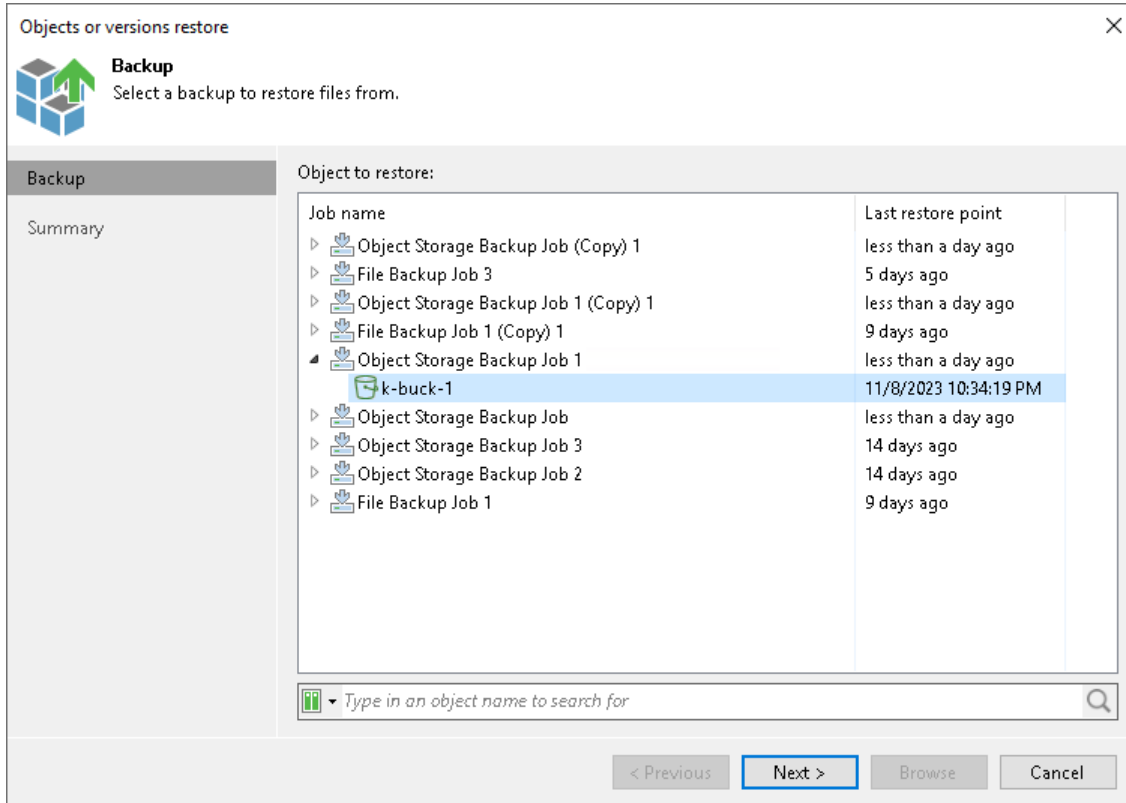 Objects or versions restore
Backup
Select a backup to restore files from.
Backup
Summary
Object to restore:
Job name Last restore point
Object Storage Backup Job (Copy) 1 less than a day ago
File Backup Job 3 5 days ago
Object Storage Backup Job 1 (Copy) 1 less than a day ago
File Backup Job 1 (Copy) 1 9 days ago
Object Storage Backup Job 1 less than a day ago
k-buck-1 11/8/2023 10:34:19 PM
Object Storage Backup Job less than a day ago
Object Storage Backup Job 3 14 days ago
Object Storage Backup Job 2 14 days ago
File Backup Job 1 9 days ago
Type in an object name to search for
< Previous Next > Browse Cancel